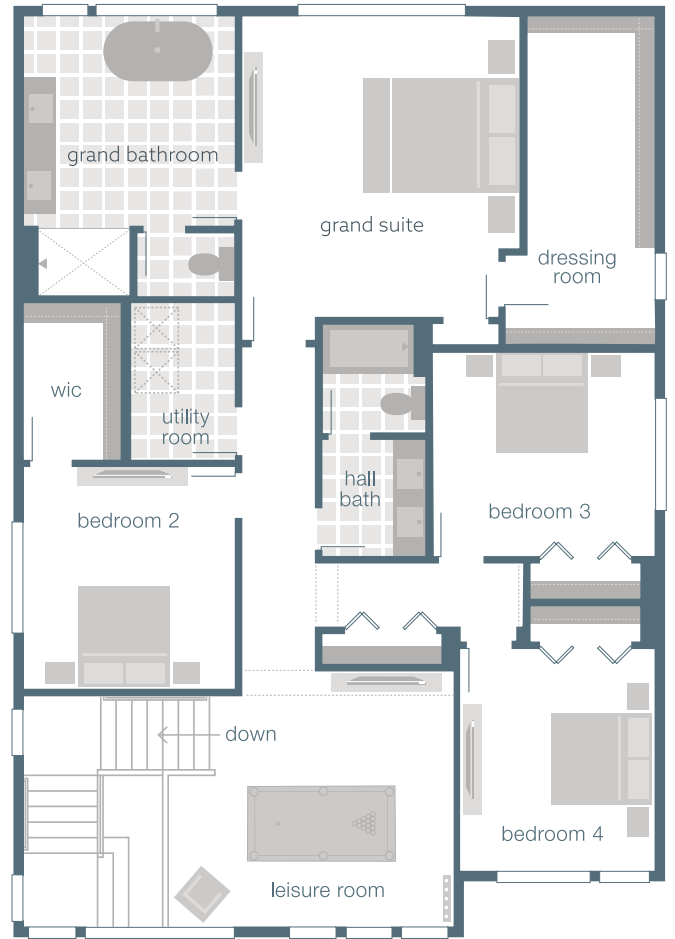 grand bathroom
grand suite
dressing
room
wic
utility
room
hall
bath
bedroom 2
bedroom 3
down
bedroom 4
leisure room